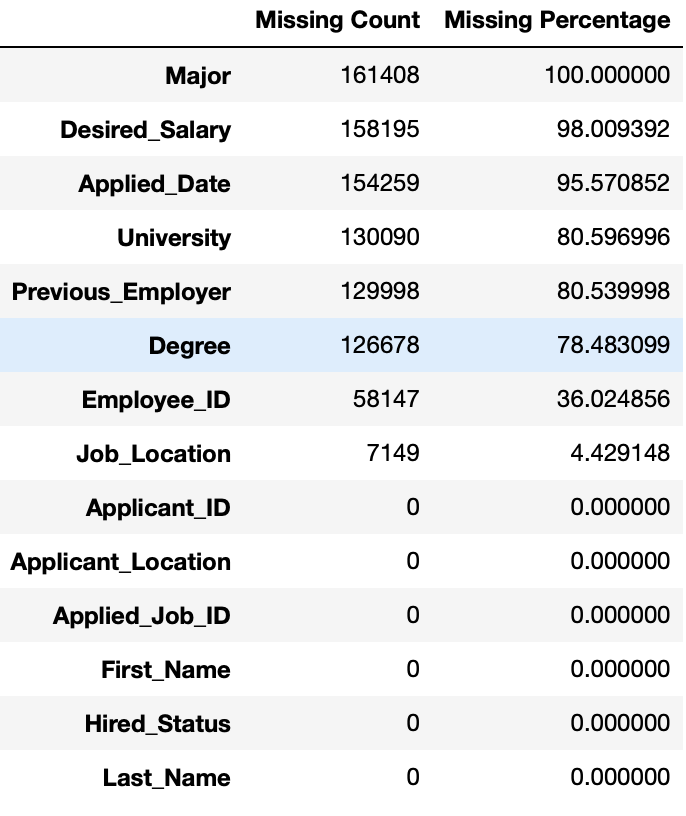 Missing Count Missing Percentage
Major 161408 100.000000
Desired_Salary 158195 98.009392
Applied_Date 154259 95.570852
University 130090 80.596996
Previous_Employer 129998 80.539998
Degree 126678 78.483099
Employee_ID 58147 36.024856
Job_Location 7149 4.429148
Applicant_ID 0 0.000000
Applicant_Location 0 0.000000
Applied_Job_ID 0 0.000000
First_Name 0 0.000000
Hired_Status 0 0.000000
Last_Name 0 0.000000